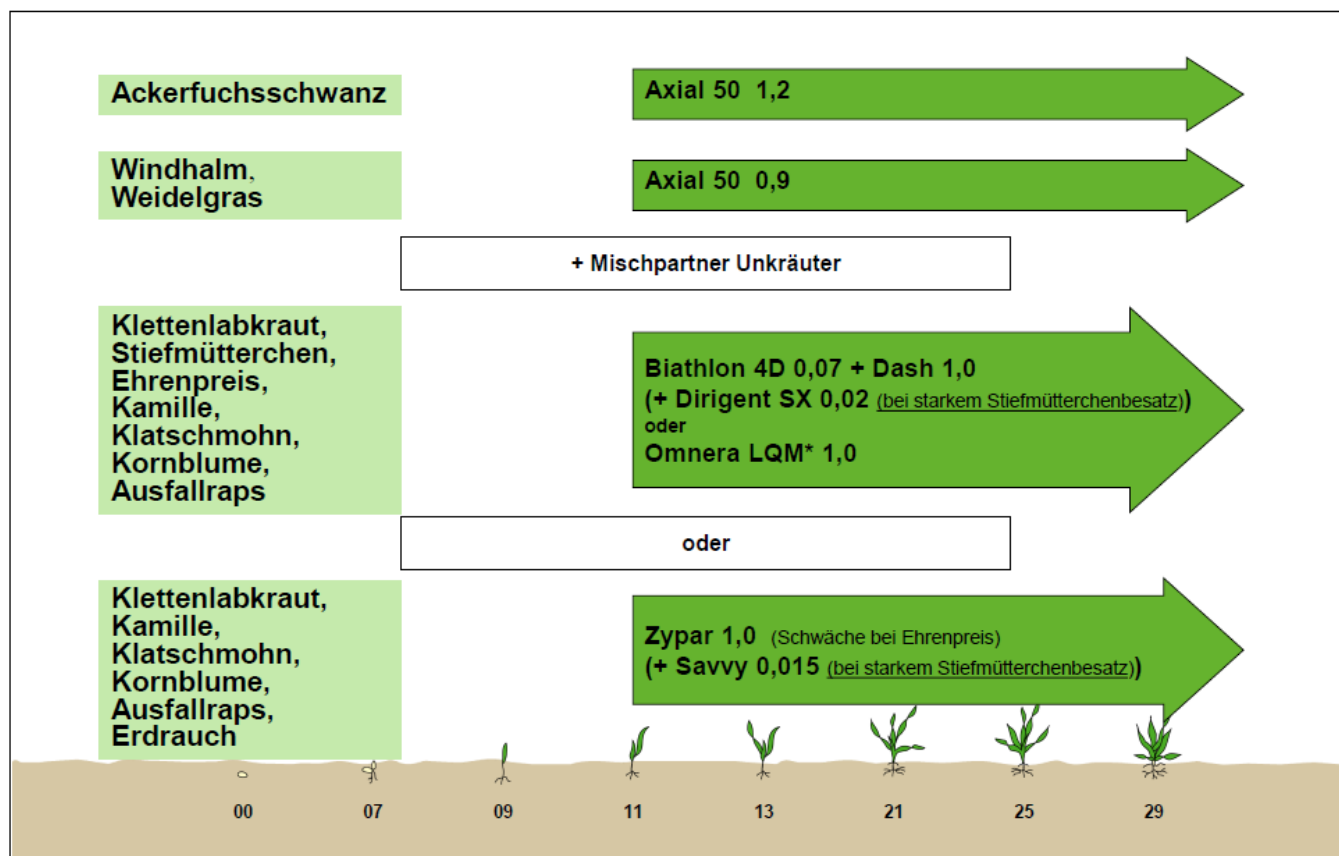 Ackerfuchsschwanz
Axial 50 1,2
Windhalm,
Weidelgras
Axial 50 0,9
+ Mischpartner Unkräuter
Klettenlabkraut,
Stiefmütterchen,
Ehrenpreis,
Kamille,
Klatschmohn,
Kornblume,
Ausfallraps
Biathlon 4D 0,07 + Dash 1,0
(+ Dirigent SX 0,02 (bei starkem Stiefmütterchenbesatz))
oder
Omnera LQM* 1,0
oder
Klettenlabkraut,
Kamille,
Klatschmohn,
Kornblume,
Ausfallraps,
Erdrauch
Zypar 1,0 (Schwäche bei Ehrenpreis)
(+ Savvy 0,015 (bei starkem Stiefmütterchenbesatz))
00 07 09 11 13 21 25 29